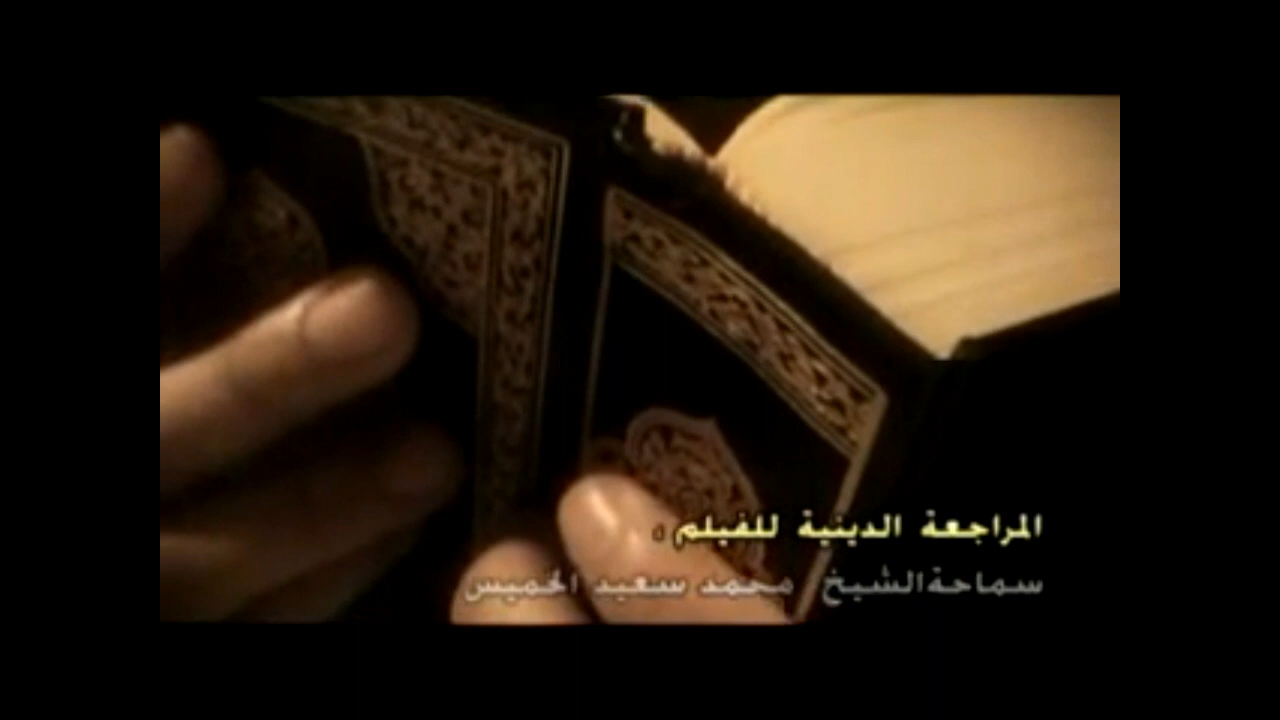 المراجعة الدينية للفيلم :
سماحة الشيخ محمد سعيد الخميس